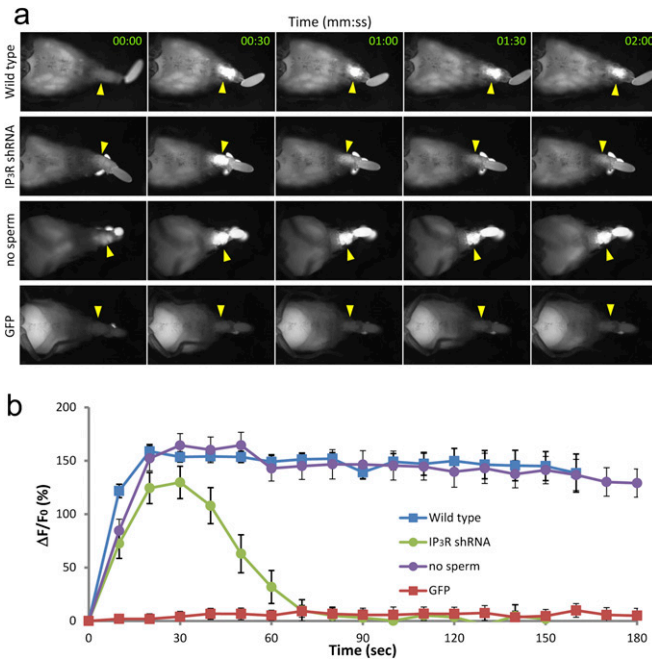 a
Time (mm:ss)
Wild type
00:00
00:30
01:00
01:30
02:00
IP3R shRNA
no sperm
GFP
b
ΔF/F0 (%)
200
150
100
50
0
Wild type
IP3R shRNA
no sperm
GFP
0 30 60 90 120 150 180
Time (sec)